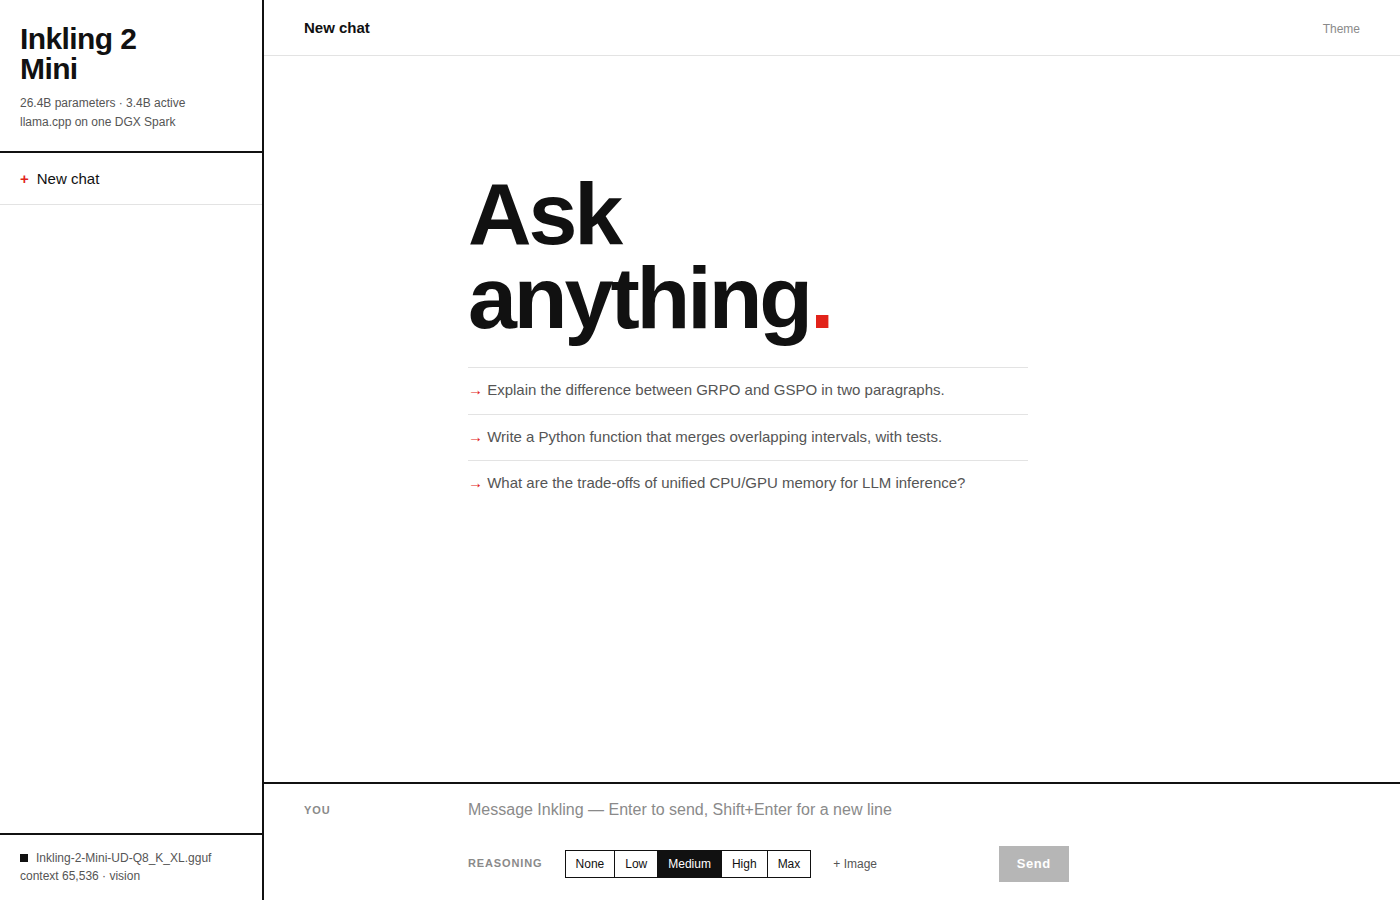 Inkling 2
Mini
26.4B parameters · 3.4B active
llama.cpp on one DGX Spark
+ New chat
Inkling-2-Mini-UD-Q8_K_XL.gguf
context 65,536 · vision
New chat
Theme
Ask
anything.
→ Explain the difference between GRPO and GSPO in two paragraphs.
→ Write a Python function that merges overlapping intervals, with tests.
→ What are the trade-offs of unified CPU/GPU memory for LLM inference?
YOU
Message Inkling — Enter to send, Shift+Enter for a new line
REASONING None Low Medium High Max + Image Send